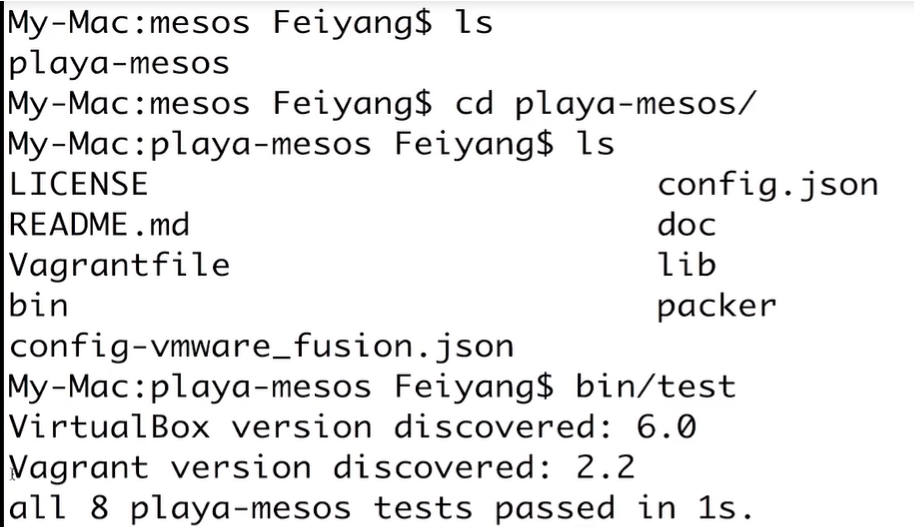 My-Mac:mesos Feiyang$ ls
playa-mesos
My-Mac:mesos Feiyang$ cd playa-mesos/
My-Mac:playa-mesos Feiyang$ ls
LICENSE config.json
README.md doc
Vagrantfile lib
bin packer
config-vmware_fusion.json
My-Mac:playa-mesos Feiyang$ bin/test
VirtualBox version discovered: 6.0
Vagrant version discovered: 2.2
all 8 playa-mesos tests passed in 1s.